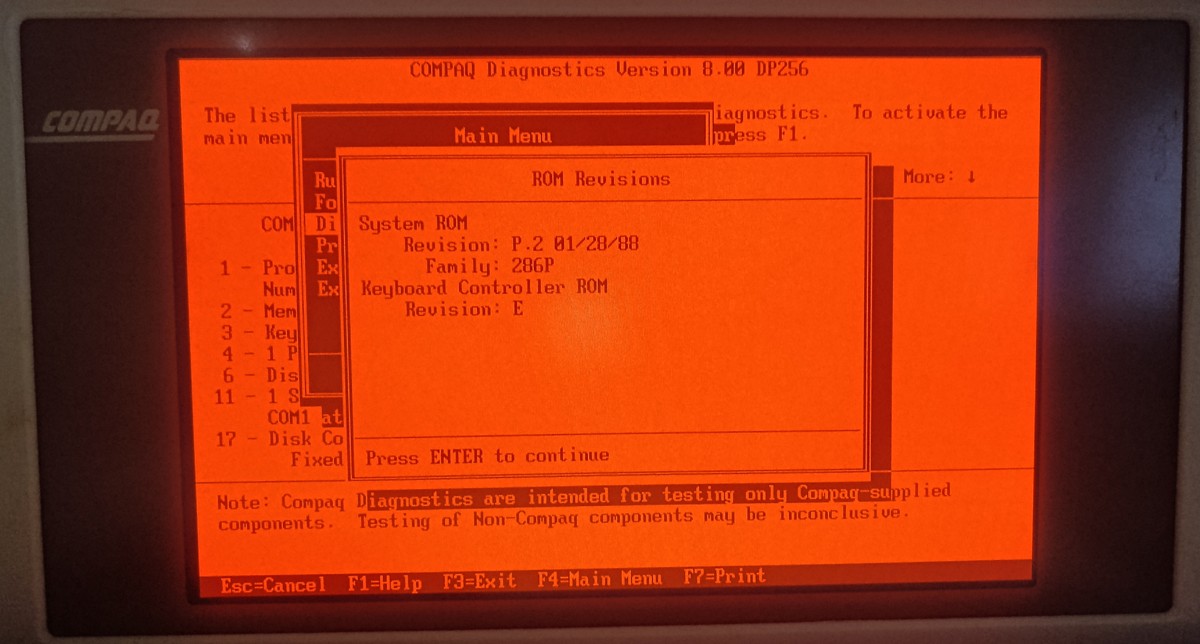 COMPAQ
COMPAQ Diagnostics Version 8.00 DP256
The list iagnostics. To activate the
main men press F1.
Main Menu
ROM Revisions
More: ↓
Ru
Fo
COM Di
Pr
1 - Pro Ex
Num Ex
2 - Mem
3 - Key
4 - 1 P
6 - Dis
11 - 1 S
COM1 at
17 - Disk Co
Fixed
System ROM
Revision: P.2 01/28/88
Family: 286P
Keyboard Controller ROM
Revision: E
Press ENTER to continue
Note: Compaq Diagnostics are intended for testing only Compaq-supplied
components. Testing of Non-Compaq components may be inconclusive.
Esc=Cancel F1=Help F3=Exit F4=Main Menu F7=Print